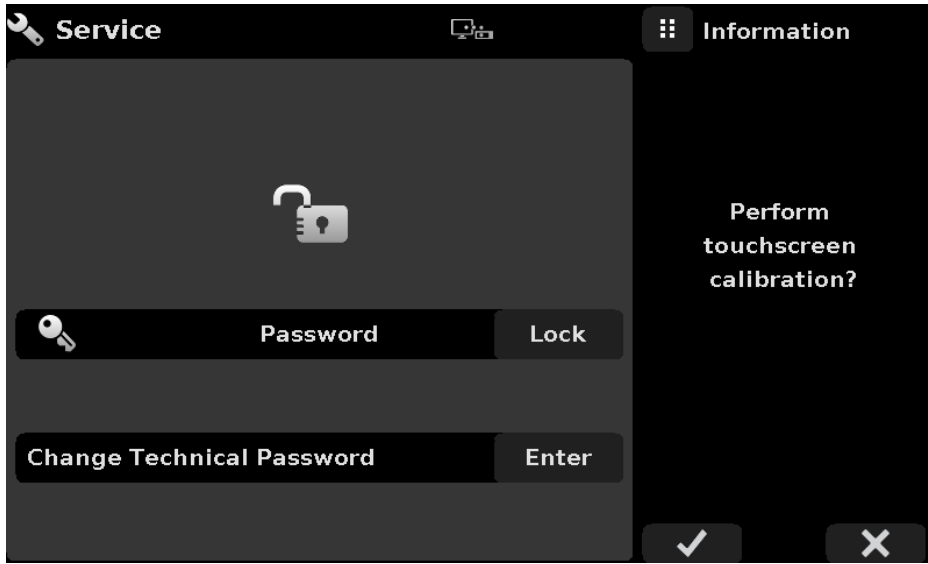 Service
Information
Perform
touchscreen
calibration?
Password
Lock
Change Technical Password
Enter